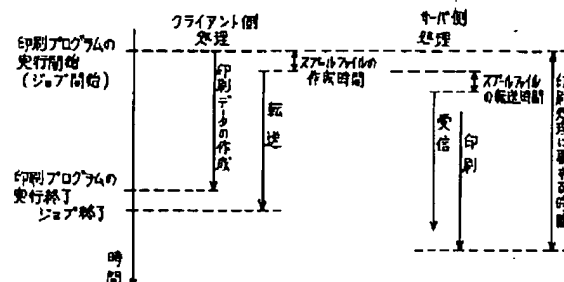 クライアント側
処理
サーバ側
処理
印刷プログラムの
実行開始
(ジョブ開始)
スプールファイルの
作成時間
スプールファイル
の転送時間
印刷データの作成
転送
受信
印刷
印刷処理に要する時間
印刷プログラムの
実行終了
ジョブ終了
時間